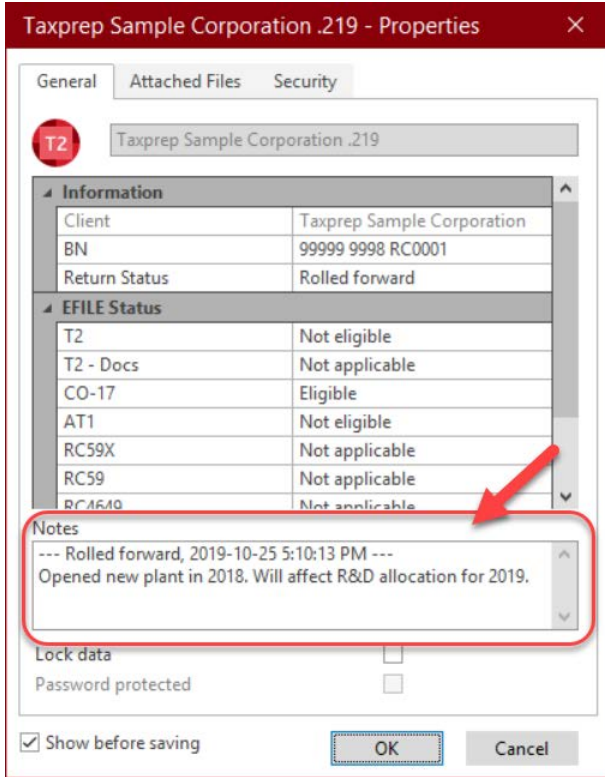 Taxprep Sample Corporation .219 - Properties
General Attached Files Security
T2 Taxprep Sample Corporation .219
Information
Client Taxprep Sample Corporation
BN 99999 9998 RC0001
Return Status Rolled forward
EFILE Status
T2 Not eligible
T2 - Docs Not applicable
CO-17 Eligible
AT1 Not eligible
RC59X Not applicable
RC59 Not applicable
RC4649 Not applicable
Notes
--- Rolled forward, 2019-10-25 5:10:13 PM ---
Opened new plant in 2018. Will affect R&D allocation for 2019.
Lock data
Password protected
Show before saving OK Cancel